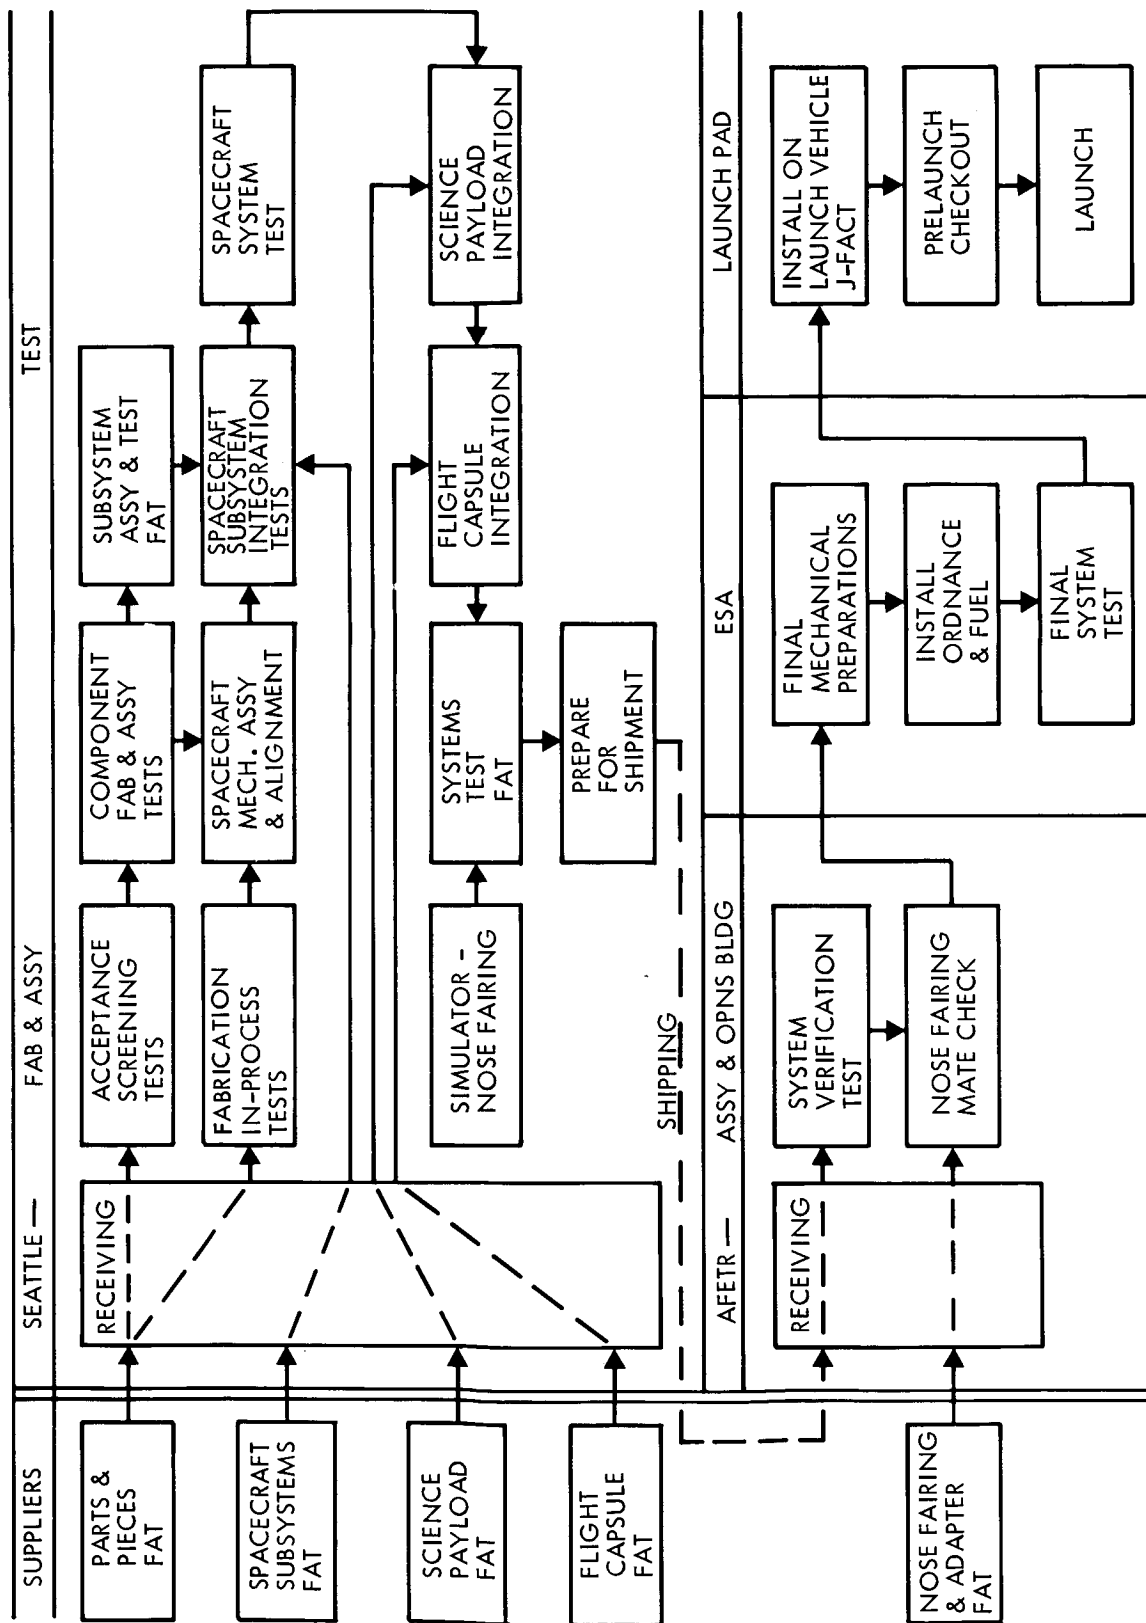 SUPPLIERS
SEATTLE —
FAB & ASSY
TEST
PARTS &
PIECES
FAT
SPACECRAFT
SUBSYSTEMS
FAT
SCIENCE
PAYLOAD
FAT
FLIGHT
CAPSULE
FAT
NOSE FAIRING
& ADAPTER
FAT
RECEIVING
ACCEPTANCE
SCREENING
TESTS
COMPONENT
FAB & ASSY
TESTS
SUBSYSTEM
ASSY & TEST
FAT
FABRICATION
IN-PROCESS
TESTS
SPACECRAFT
MECH. ASSY
& ALIGNMENT
SPACECRAFT
SUBSYSTEM
INTEGRATION
TESTS
SPACECRAFT
SYSTEM
TEST
SIMULATOR -
NOSE FAIRING
SYSTEMS
TEST
FAT
FLIGHT
CAPSULE
INTEGRATION
SCIENCE
PAYLOAD
INTEGRATION
PREPARE
FOR
SHIPMENT
SHIPPING
AFETR —
ASSY & OPNS BLDG
ESA
LAUNCH PAD
RECEIVING
SYSTEM
VERIFICATION
TEST
NOSE FAIRING
MATE CHECK
FINAL
MECHANICAL
PREPARATIONS
INSTALL
ORDNANCE
& FUEL
FINAL
SYSTEM
TEST
INSTALL ON
LAUNCH VEHICLE
J-FACT
PRELAUNCH
CHECKOUT
LAUNCH